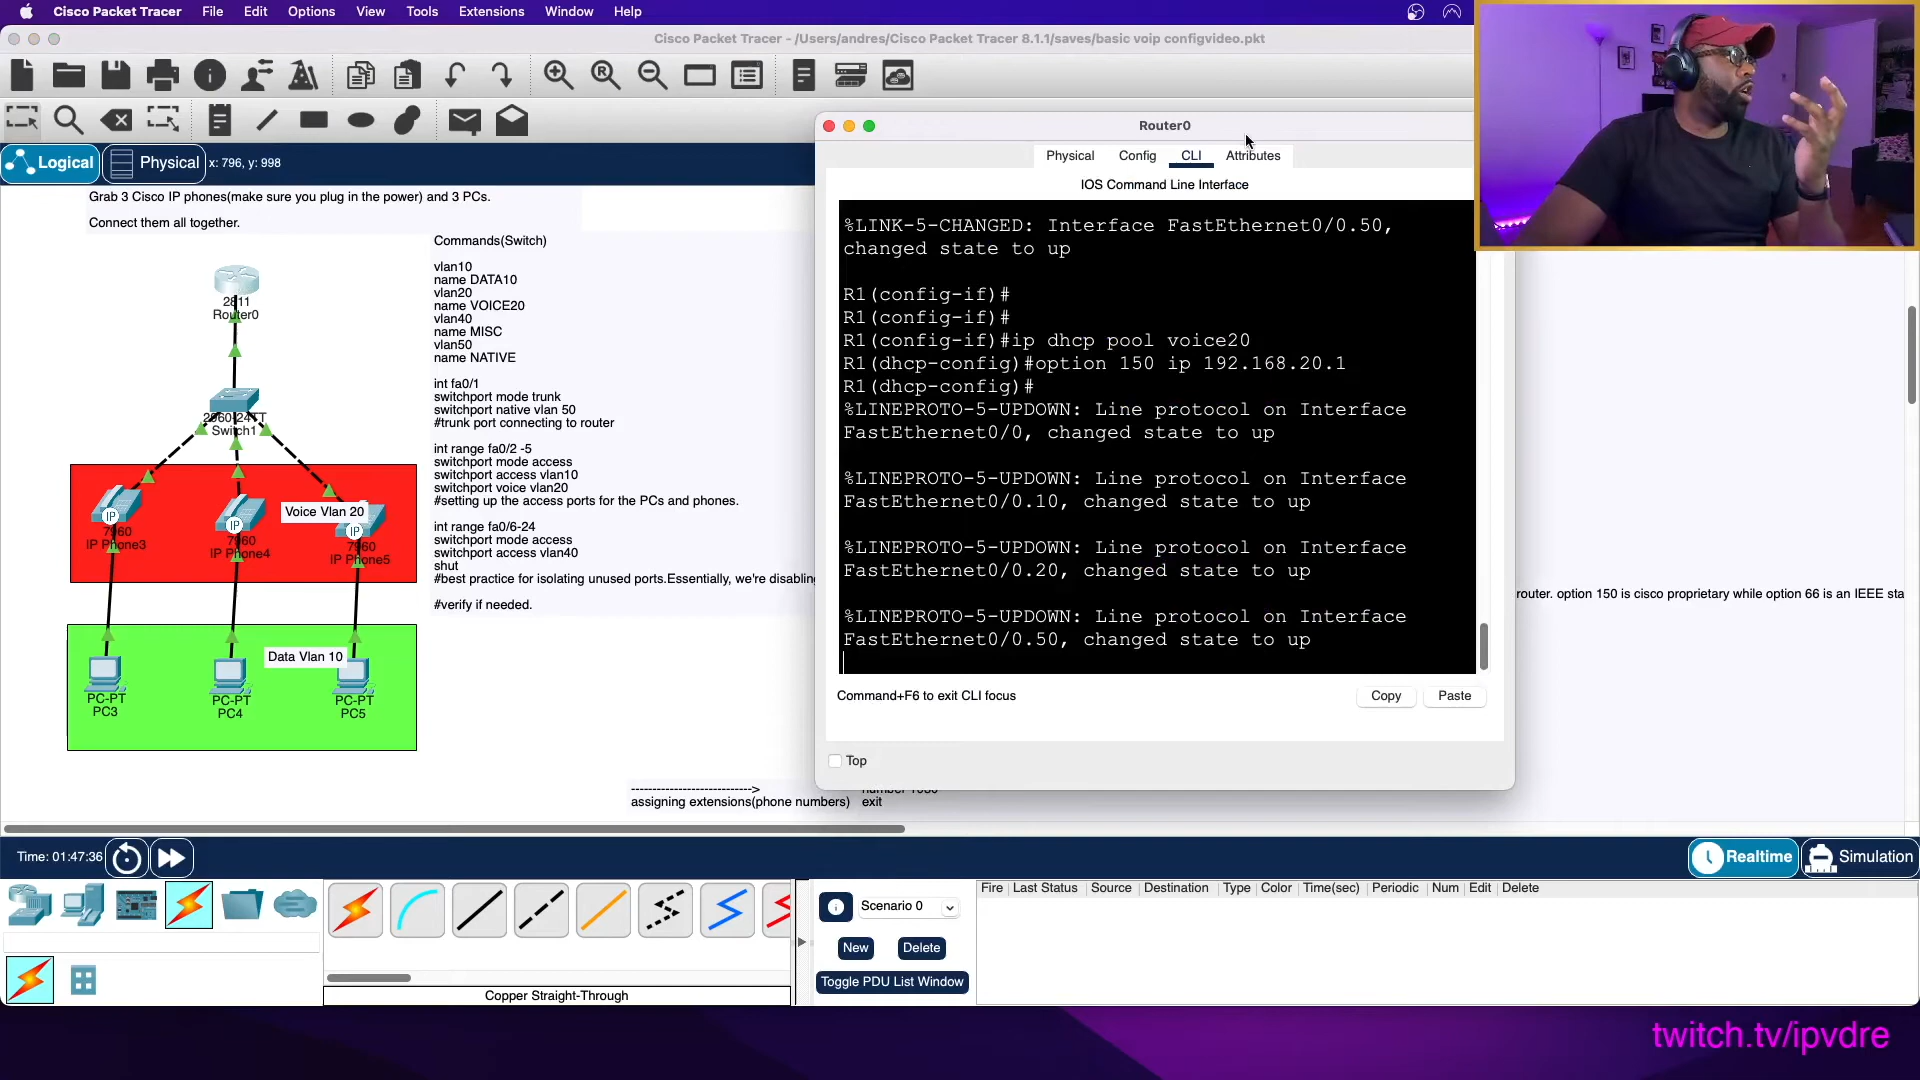 Cisco Packet Tracer File Edit Options View Tools Extensions Window Help
Cisco Packet Tracer - /Users/andres/Cisco Packet Tracer 8.1.1/saves/basic voip configvideo.pkt
Logical Physical x: 796, y: 998
Grab 3 Cisco IP phones(make sure you plug in the power) and 3 PCs.
Connect them all together.
2811
Router0
2960-24TT
Switch1
Voice Vlan 20
IP
7960
IP Phone3
IP
7960
IP Phone4
IP
7960
IP Phone5
Data Vlan 10
PC-PT
PC3
PC-PT
PC4
PC-PT
PC5
Commands(Switch)
vlan10
name DATA10
vlan20
name VOICE20
vlan40
name MISC
vlan50
name NATIVE
int fa0/1
switchport mode trunk
switchport native vlan 50
#trunk port connecting to router
int range fa0/2 -5
switchport mode access
switchport access vlan10
switchport voice vlan20
#setting up the access ports for the PCs and phones.
int range fa0/6-24
switchport mode access
switchport access vlan40
shut
#best practice for isolating unused ports.Essentially, we're disablin
#verify if needed.
--------------------------->
assigning extensions(phone numbers) exit
Router0
Physical Config CLI Attributes
IOS Command Line Interface
%LINK-5-CHANGED: Interface FastEthernet0/0.50,
changed state to up
R1(config-if)#
R1(config-if)#
R1(config-if)#ip dhcp pool voice20
R1(dhcp-config)#option 150 ip 192.168.20.1
R1(dhcp-config)#
%LINEPROTO-5-UPDOWN: Line protocol on Interface
FastEthernet0/0, changed state to up
%LINEPROTO-5-UPDOWN: Line protocol on Interface
FastEthernet0/0.10, changed state to up
%LINEPROTO-5-UPDOWN: Line protocol on Interface
FastEthernet0/0.20, changed state to up
%LINEPROTO-5-UPDOWN: Line protocol on Interface
FastEthernet0/0.50, changed state to up
Command+F6 to exit CLI focus
Copy Paste
Top
router. option 150 is cisco proprietary while option 66 is an IEEE sta
Time: 01:47:36
Realtime Simulation
Scenario 0
New Delete
Toggle PDU List Window
Fire Last Status Source Destination Type Color Time(sec) Periodic Num Edit Delete
Copper Straight-Through
twitch.tv/ipvdre